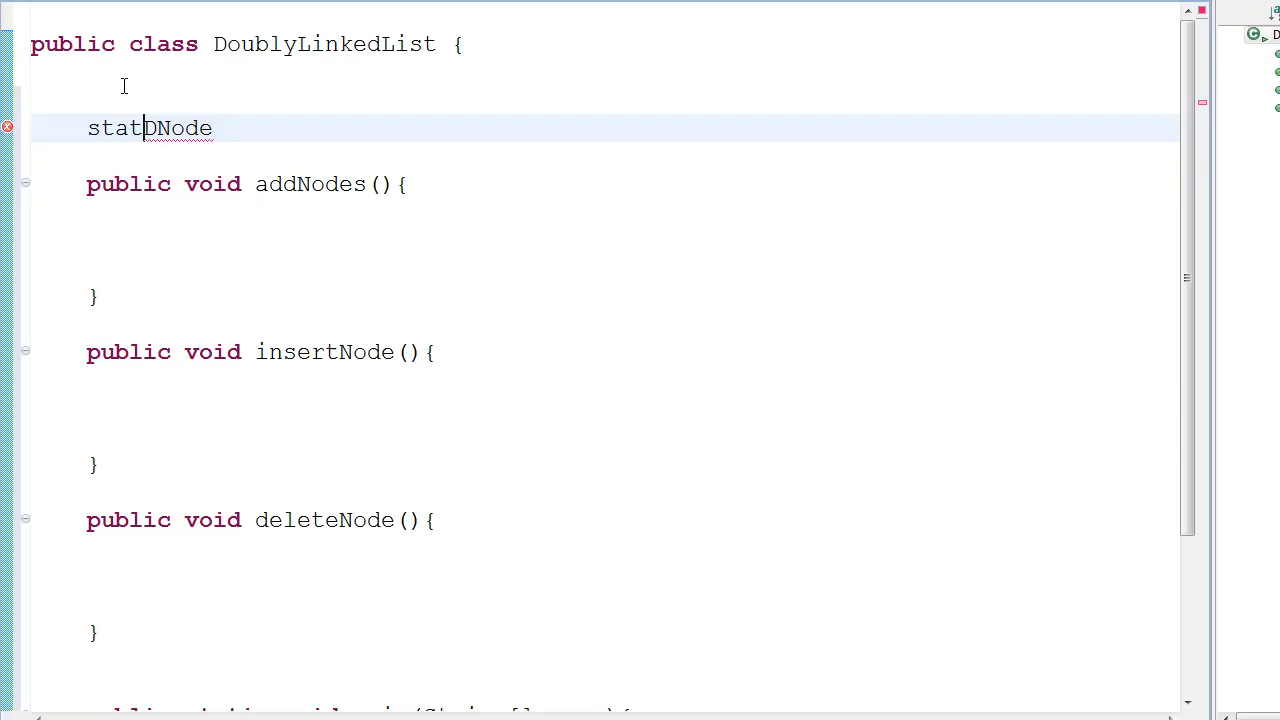 public class DoublyLinkedList {
statDNode
public void addNodes(){
}
public void insertNode(){
}
public void deleteNode(){
}